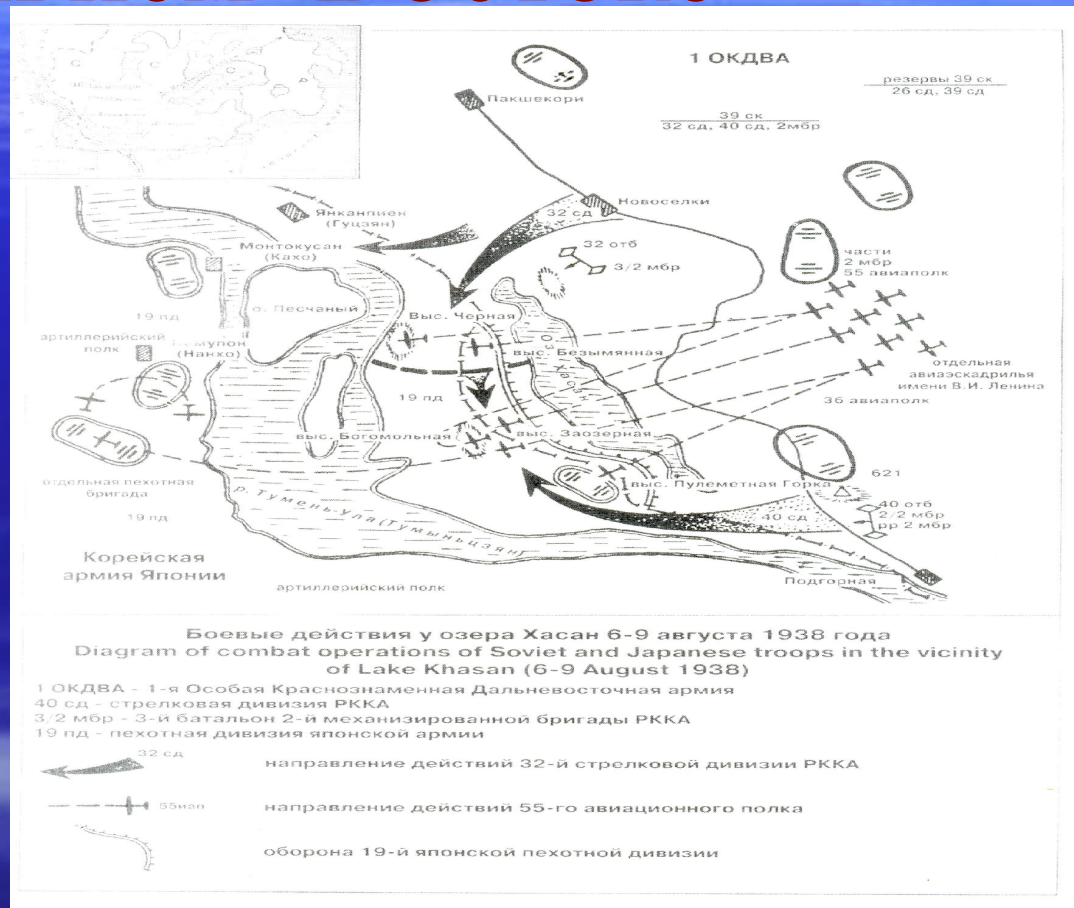 1 ОКДВА
резервы 39 ск
26 сд, 39 сд
39 ск
32 сд, 40 сд, 2мбр
Пакшекори
Новоселки
32 сд
Янканпиен
(Гуцзян)
Монтокусан
(Кахо)
32 отб
3/2 мбр
части
2 мбр
55 авиаполк
о. Песчаный
19 пд
Выс. Черная
артиллерийский
полк
(Нанхо)
выс. Безымянная
оз. Хасан
отдельная
авиаэскадрилья
имени В.И. Ленина
36 авиаполк
19 пд
выс. Богомольная
выс. Заозерная
выс. Пулеметная Горка
621
отдельная пехотная
бригада
19 пд
р. Тумень-Ула (Тумыньцзян)
40 сд
40 отб
2/2 мбр
рр 2 мбр
Корейская
армия Японии
артиллерийский полк
Подгорная
Боевые действия у озера Хасан 6-9 августа 1938 года
Diagram of combat operations of Soviet and Japanese troops in the vicinity
of Lake Khasan (6-9 August 1938)
1 ОКДВА - 1-я Особая Краснознаменная Дальневосточная армия
40 сд - стрелковая дивизия РККА
3/2 мбр - 3-й батальон 2-й механизированной бригады РККА
19 пд - пехотная дивизия японской армии
32 сд
направление действий 32-й стрелковой дивизии РККА
55иап
направление действий 55-го авиационного полка
оборона 19-й японской пехотной дивизии